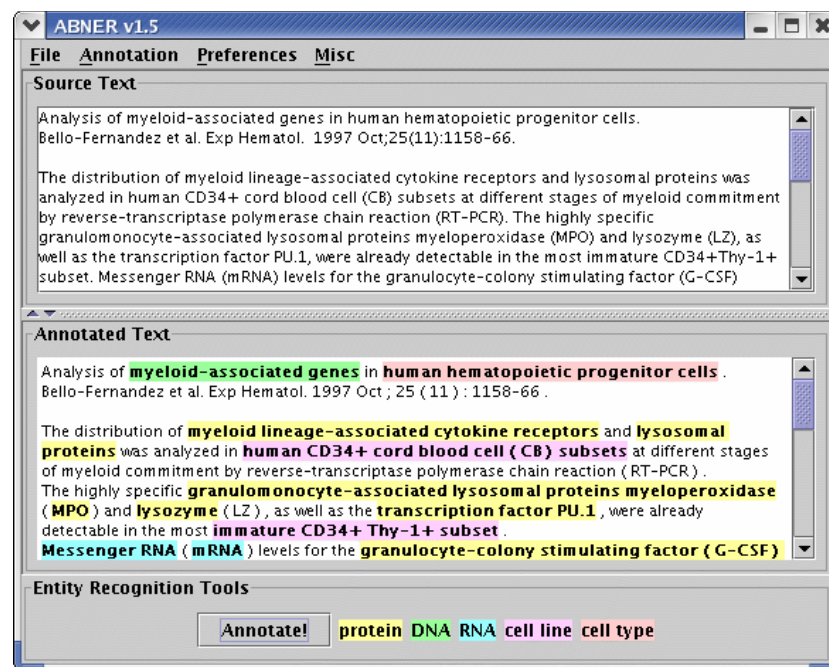 ABNER v1.5
File Annotation Preferences Misc
Source Text
Analysis of myeloid-associated genes in human hematopoietic progenitor cells.
Bello-Fernandez et al. Exp Hematol. 1997 Oct;25(11):1158-66.
The distribution of myeloid lineage-associated cytokine receptors and lysosomal proteins was
analyzed in human CD34+ cord blood cell (CB) subsets at different stages of myeloid commitment
by reverse-transcriptase polymerase chain reaction (RT-PCR). The highly specific
granulomonocyte-associated lysosomal proteins myeloperoxidase (MPO) and lysozyme (LZ), as
well as the transcription factor PU.1, were already detectable in the most immature CD34+Thy-1+
subset. Messenger RNA (mRNA) levels for the granulocyte-colony stimulating factor (G-CSF)
Annotated Text
Analysis of myeloid-associated genes in human hematopoietic progenitor cells .
Bello-Fernandez et al. Exp Hematol. 1997 Oct ; 25 ( 11 ) : 1158-66 .
The distribution of myeloid lineage-associated cytokine receptors and lysosomal
proteins was analyzed in human CD34+ cord blood cell ( CB ) subsets at different stages
of myeloid commitment by reverse-transcriptase polymerase chain reaction ( RT-PCR ) .
The highly specific granulomonocyte-associated lysosomal proteins myeloperoxidase
( MPO ) and lysozyme ( LZ ) , as well as the transcription factor PU.1 , were already
detectable in the most immature CD34+ Thy-1+ subset .
Messenger RNA ( mRNA ) levels for the granulocyte-colony stimulating factor ( G-CSF )
Entity Recognition Tools
Annotate! protein DNA RNA cell line cell type